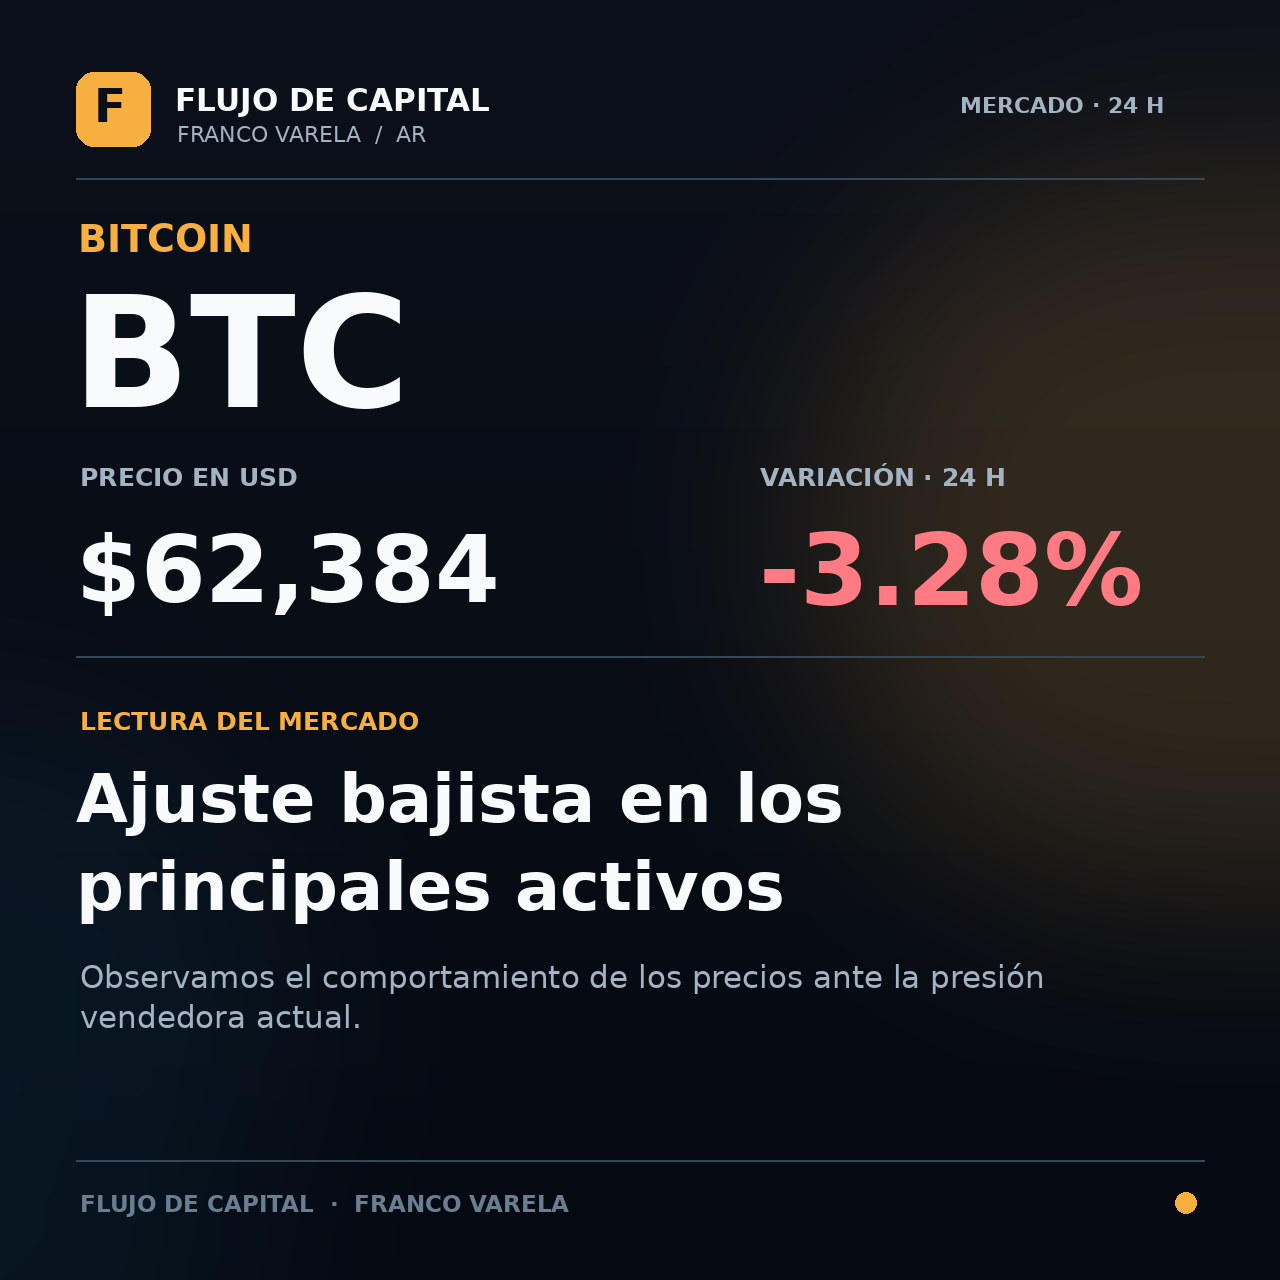 F
FLUJO DE CAPITAL
FRANCO VARELA / AR
MERCADO · 24 H
BITCOIN
BTC
PRECIO EN USD
VARIACIÓN · 24 H
$62,384
-3.28%
LECTURA DEL MERCADO
Ajuste bajista en los
principales activos
Observamos el comportamiento de los precios ante la presión
vendedora actual.
FLUJO DE CAPITAL · FRANCO VARELA